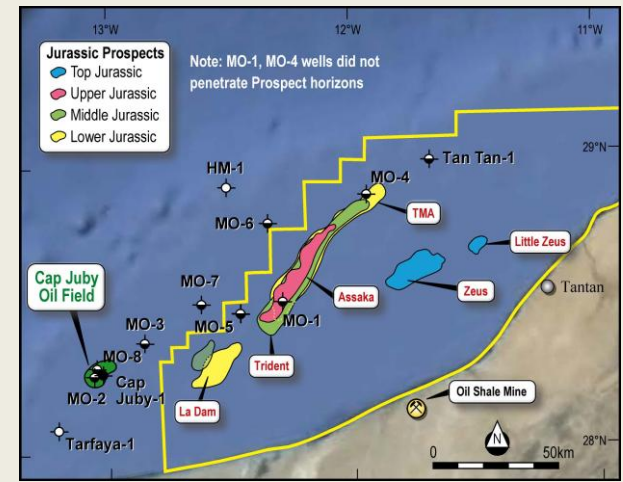 13°W
12°W
11°W
Jurassic Prospects
Top Jurassic
Upper Jurassic
Middle Jurassic
Lower Jurassic
Note: MO-1, MO-4 wells did not
penetrate Prospect horizons
29°N
Tan Tan-1
HM-1
MO-4
TMA
MO-6
Little Zeus
Cap Juby
Oil Field
MO-7
Zeus
Tantan
Assaka
MO-1
MO-5
MO-3
MO-8
Trident
MO-2
Cap
Juby-1
La Dam
Oil Shale Mine
Tarfaya-1
28°N
N
0
50km